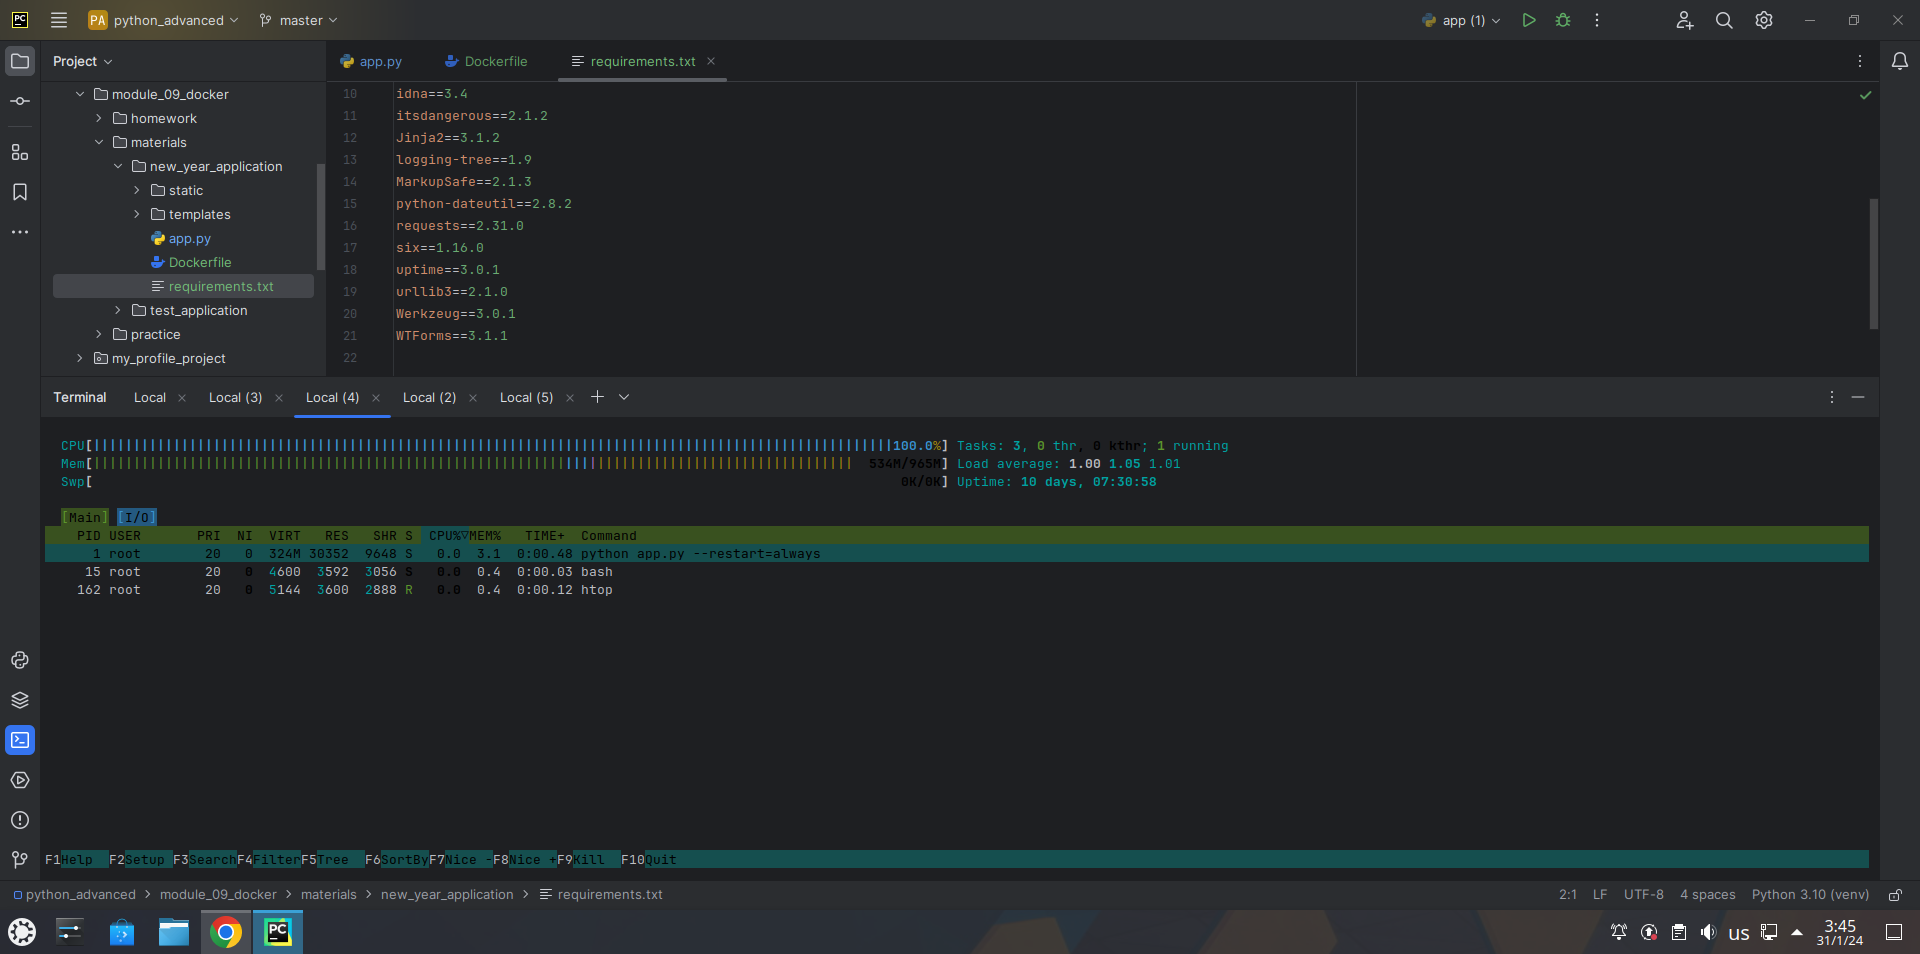 PC
PA python_advanced master app (1)
Project
app.py Dockerfile requirements.txt
module_09_docker
homework
materials
new_year_application
static
templates
app.py
Dockerfile
requirements.txt
test_application
practice
my_profile_project
10 idna==3.4
11 itsdangerous==2.1.2
12 Jinja2==3.1.2
13 logging-tree==1.9
14 MarkupSafe==2.1.3
15 python-dateutil==2.8.2
16 requests==2.31.0
17 six==1.16.0
18 uptime==3.0.1
19 urllib3==2.1.0
20 Werkzeug==3.0.1
21 WTForms==3.1.1
22
Terminal Local Local (3) Local (4) Local (2) Local (5)
CPU[100.0%] Tasks: 3, 0 thr, 0 kthr; 1 running
Mem[534M/965M] Load average: 1.00 1.05 1.01
Swp[0K/0K] Uptime: 10 days, 07:30:58
[Main] [I/O]
PID USER PRI NI VIRT RES SHR S CPU%▽MEM% TIME+ Command
1 root 20 0 324M 30352 9648 S 0.0 3.1 0:00.48 python app.py --restart=always
15 root 20 0 4600 3592 3056 S 0.0 0.4 0:00.03 bash
162 root 20 0 5144 3600 2888 R 0.0 0.4 0:00.12 htop
F1Help F2Setup F3SearchF4FilterF5Tree F6SortByF7Nice -F8Nice +F9Kill F10Quit
python_advanced > module_09_docker > materials > new_year_application > requirements.txt 2:1 LF UTF-8 4 spaces Python 3.10 (venv)
PC us 3:45
31/1/24